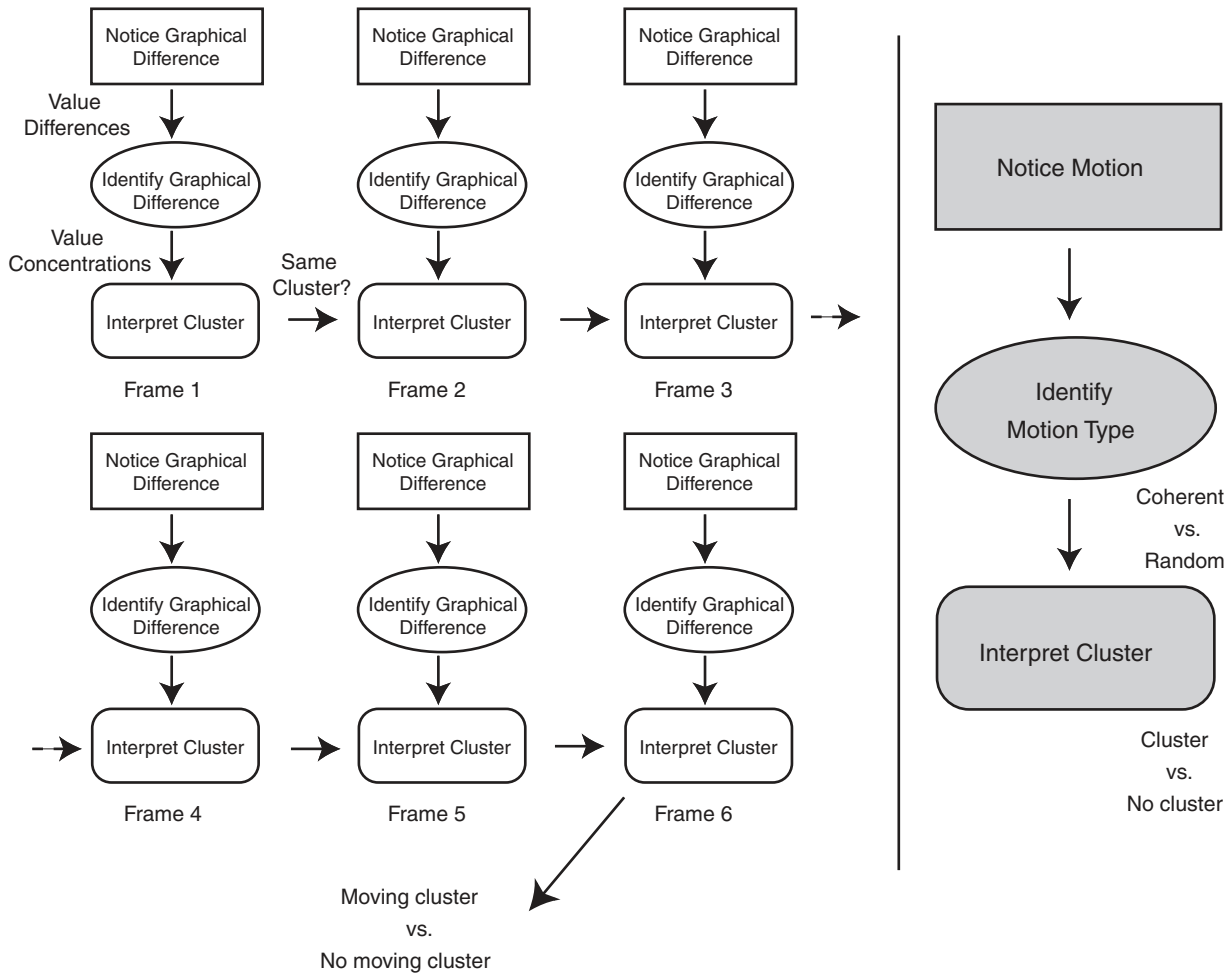 Notice Graphical
Difference
Value
Differences
Identify Graphical
Difference
Value
Concentrations
Interpret Cluster
Frame 1
Same
Cluster?
Notice Graphical
Difference
Identify Graphical
Difference
Interpret Cluster
Frame 2
Notice Graphical
Difference
Identify Graphical
Difference
Interpret Cluster
Frame 3
Notice Graphical
Difference
Identify Graphical
Difference
Interpret Cluster
Frame 4
Notice Graphical
Difference
Identify Graphical
Difference
Interpret Cluster
Frame 5
Notice Graphical
Difference
Identify Graphical
Difference
Interpret Cluster
Frame 6
Moving cluster
vs.
No moving cluster
Notice Motion
Identify
Motion Type
Coherent
vs.
Random
Interpret Cluster
Cluster
vs.
No cluster